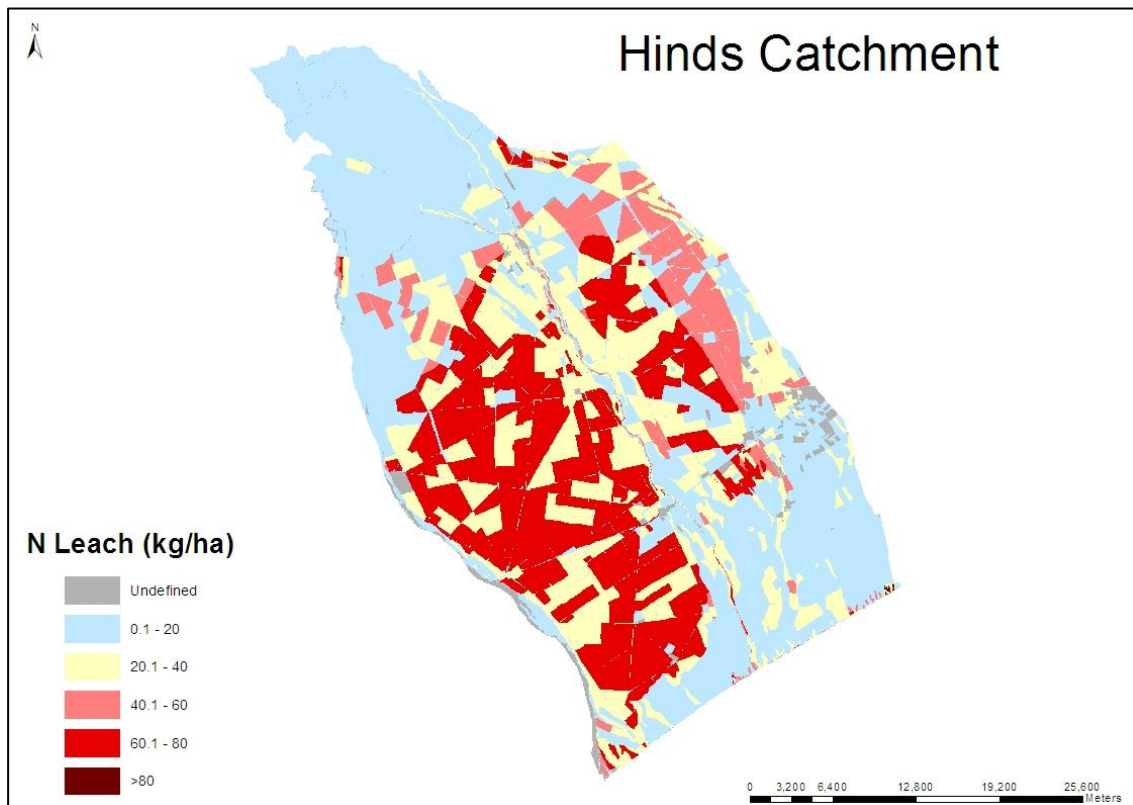 N
Hinds Catchment
N Leach (kg/ha)
Undefined
0.1 - 20
20.1 - 40
40.1 - 60
60.1 - 80
>80
0 3,200 6,400 12,800 19,200 25,600
Meters